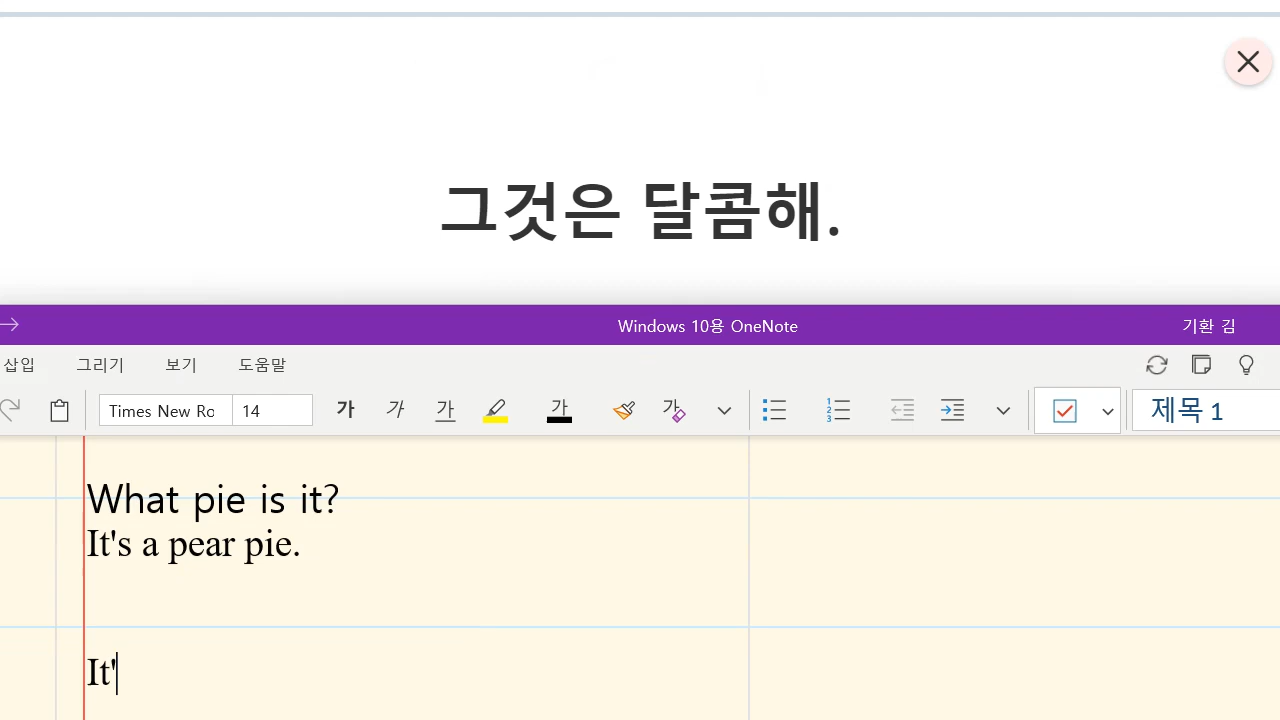 그것은 달콤해.
Windows 10용 OneNote
기환 김
삽입 그리기 보기 도움말
Times New Ro 14 가 가 가 가 가 제목 1
What pie is it?
It's a pear pie.
It'